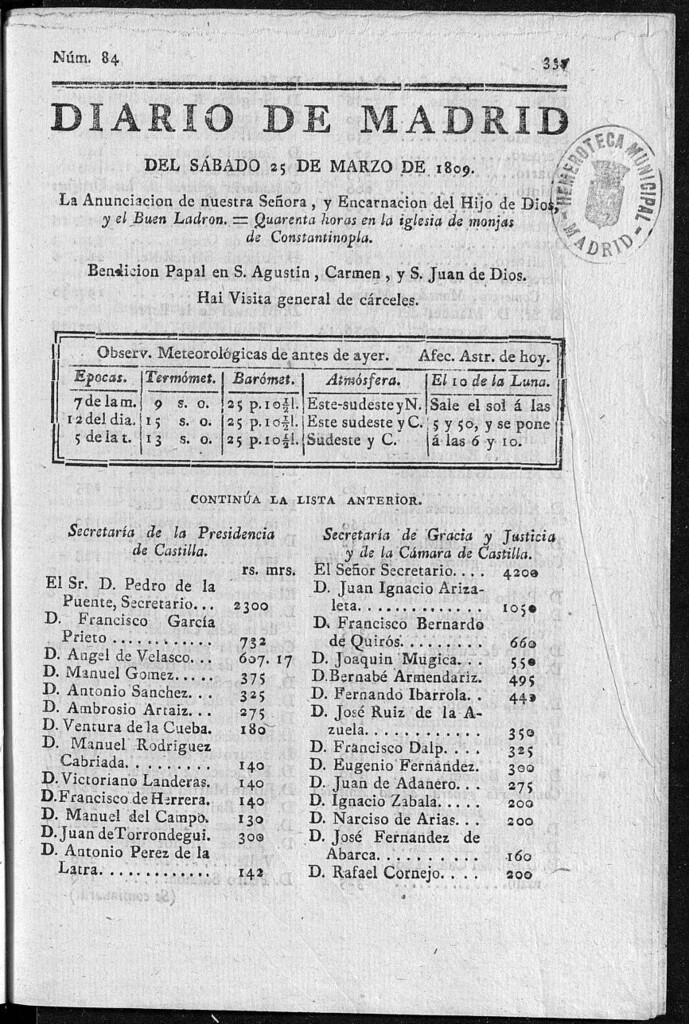 Núm. 84
DIARIO DE MADRID
DEL SÁBADO 25 DE MARZO DE 1809.
La Anunciacion de nuestra Señora, y Encarnacion del Hijo de Dios,
y el Buen Ladron. = Quarenta horas en la iglesia de monjas
de Constantinopla.
Bendicion Papal en S. Agustin, Carmen, y S. Juan de Dios.
Hai Visita general de cárceles.
HEMEROTECA MUNICIPAL
MADRID
Observ. Meteorológicas de antes de ayer. Afec. Astr. de hoy.
Epocas. Termómet. Barómet. Atmósfera. El 10 de la Luna.
7 de la m. 9 s. o. 25 p. 10½ l. Este-sudeste y N. Sale el sol á las
12 del dia. 15 s. o. 25 p. 10½ l. Este sudeste y C. 5 y 50, y se pone
5 de la t. 13 s. o. 25 p. 10½ l. Sudeste y C. á las 6 y 10.
CONTINÚA LA LISTA ANTERIOR.
Secretaría de la Presidencia
de Castilla.
rs. mrs.
El Sr. D. Pedro de la
Puente, Secretario... 2300
D. Francisco García
Prieto ........... 732
D. Angel de Velasco... 607. 17
D. Manuel Gomez..... 375
D. Antonio Sanchez... 325
D. Ambrosio Artaiz... 275
D. Ventura de la Cueba. 180
D. Manuel Rodriguez
Cabriada. ........ 140
D. Victoriano Landeras. 140
D. Francisco de Herrera. 140
D. Manuel del Campo. 130
D. Juan de Torrondegui. 300
D. Antonio Perez de la
Latra. ........... 142
Secretaría de Gracia y Justicia
y de la Cámara de Castilla.
El Señor Secretario.... 4200
D. Juan Ignacio Ariza-
leta. ............ 1050
D. Francisco Bernardo
de Quirós. ....... 660
D. Joaquin Mugica... 550
D. Bernabé Armendariz. 495
D. Fernando Ibarrola.. 440
D. José Ruiz de la A-
zuela. ........... 350
D. Francisco Dalp.... 325
D. Eugenio Fernández. 300
D. Juan de Adanero... 275
D. Ignacio Zabala..... 200
D. Narciso de Arias... 200
D. José Fernandez de
Abarca. .......... 160
D. Rafael Cornejo.... 200